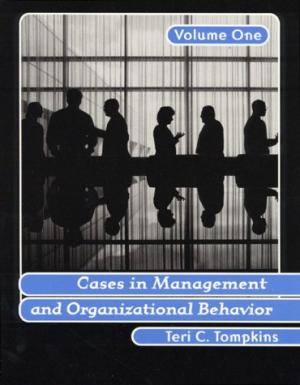 Volume One
Cases in Management
and Organizational Behavior
Teri C. Tompkins